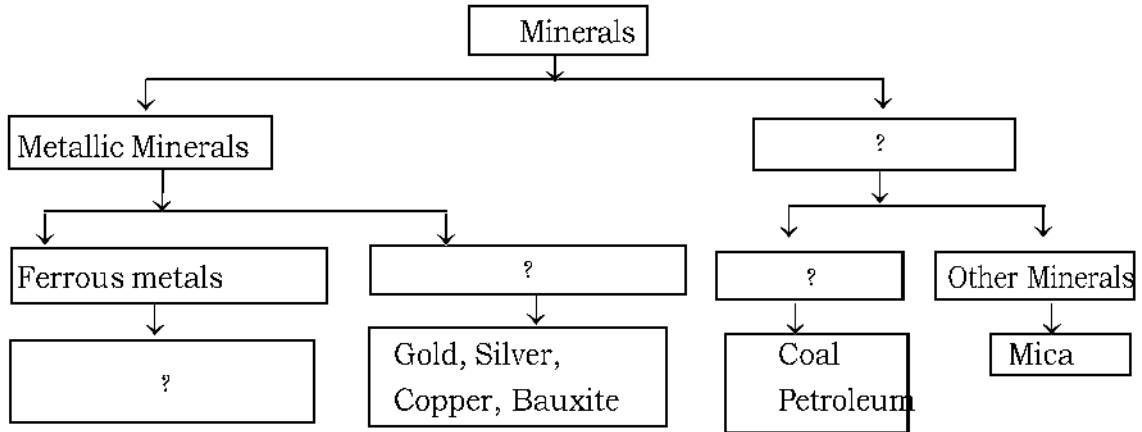 Minerals
Metallic Minerals
?
Ferrous metals
?
?
Other Minerals
?
Gold, Silver,
Copper, Bauxite
Coal
Petroleum
Mica